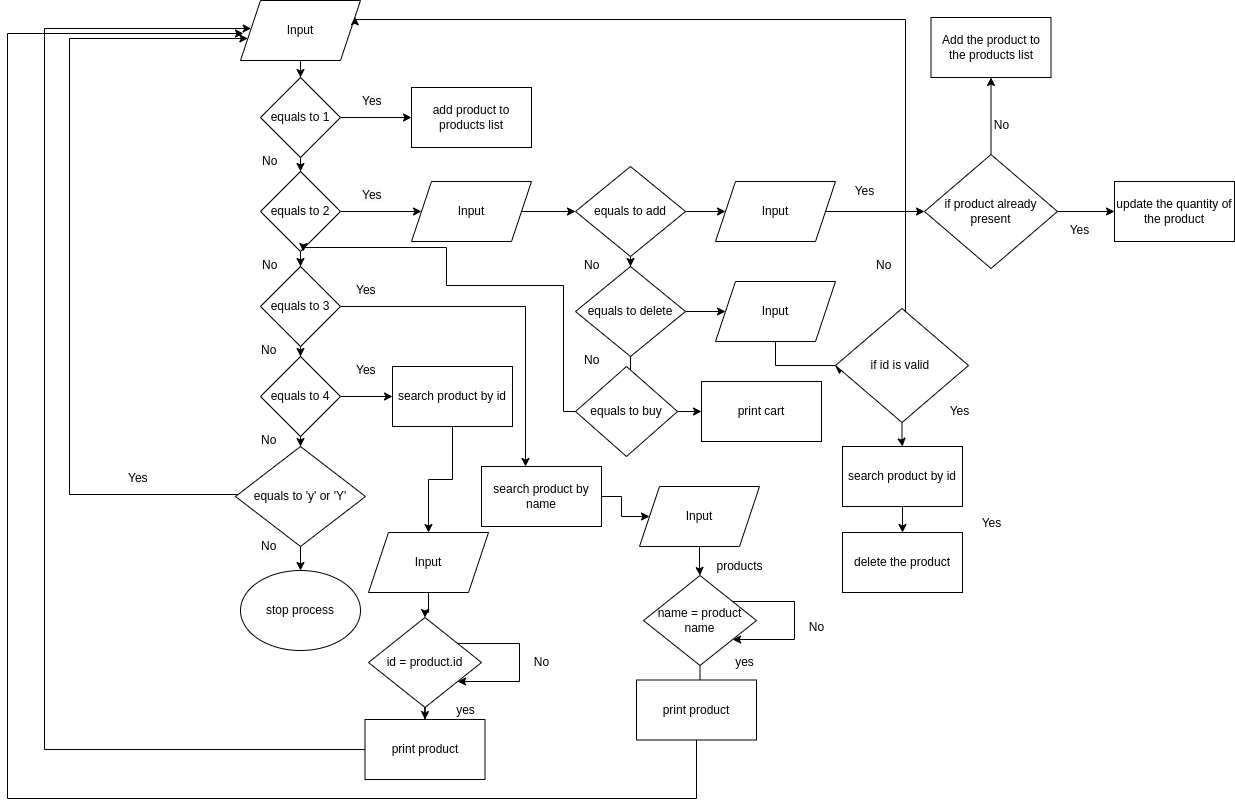 Input
Add the product to
the products list
equals to 1
Yes
add product to
products list
No
No
equals to 2
Yes
Input
equals to add
Input
Yes
if product already
present
update the quantity of
the product
Yes
No
No
No
equals to 3
Yes
equals to delete
Input
No
No
Yes
if id is valid
equals to 4
search product by id
equals to buy
print cart
Yes
No
Yes
equals to 'y' or 'Y'
search product by
name
search product by id
Input
Yes
No
stop process
Input
products
delete the product
name = product
name
No
id = product.id
No
yes
yes
print product
print product